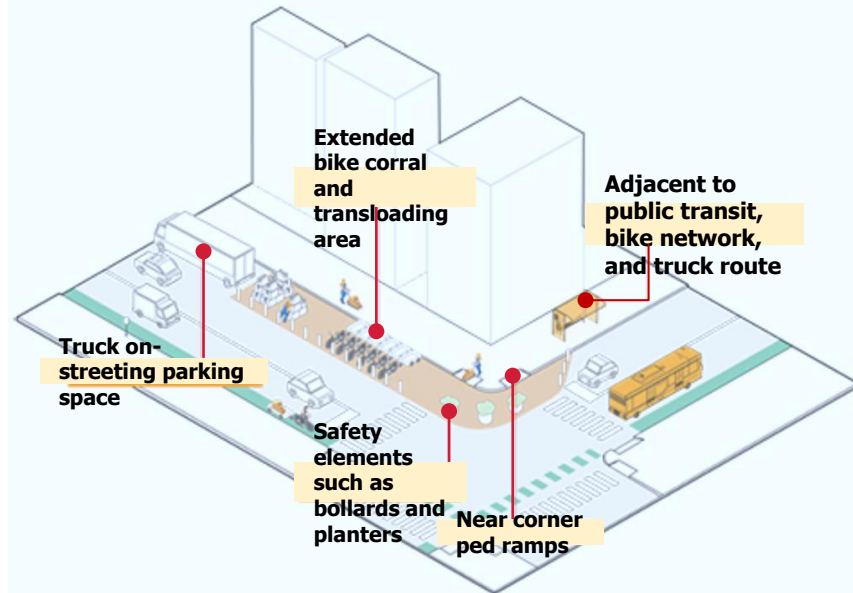 Extended
bike corral
and
transloading
area
Adjacent to
public transit,
bike network,
and truck route
Truck on-
streeting parking
space
Safety
elements
such as
bollards and
planters
Near corner
ped ramps